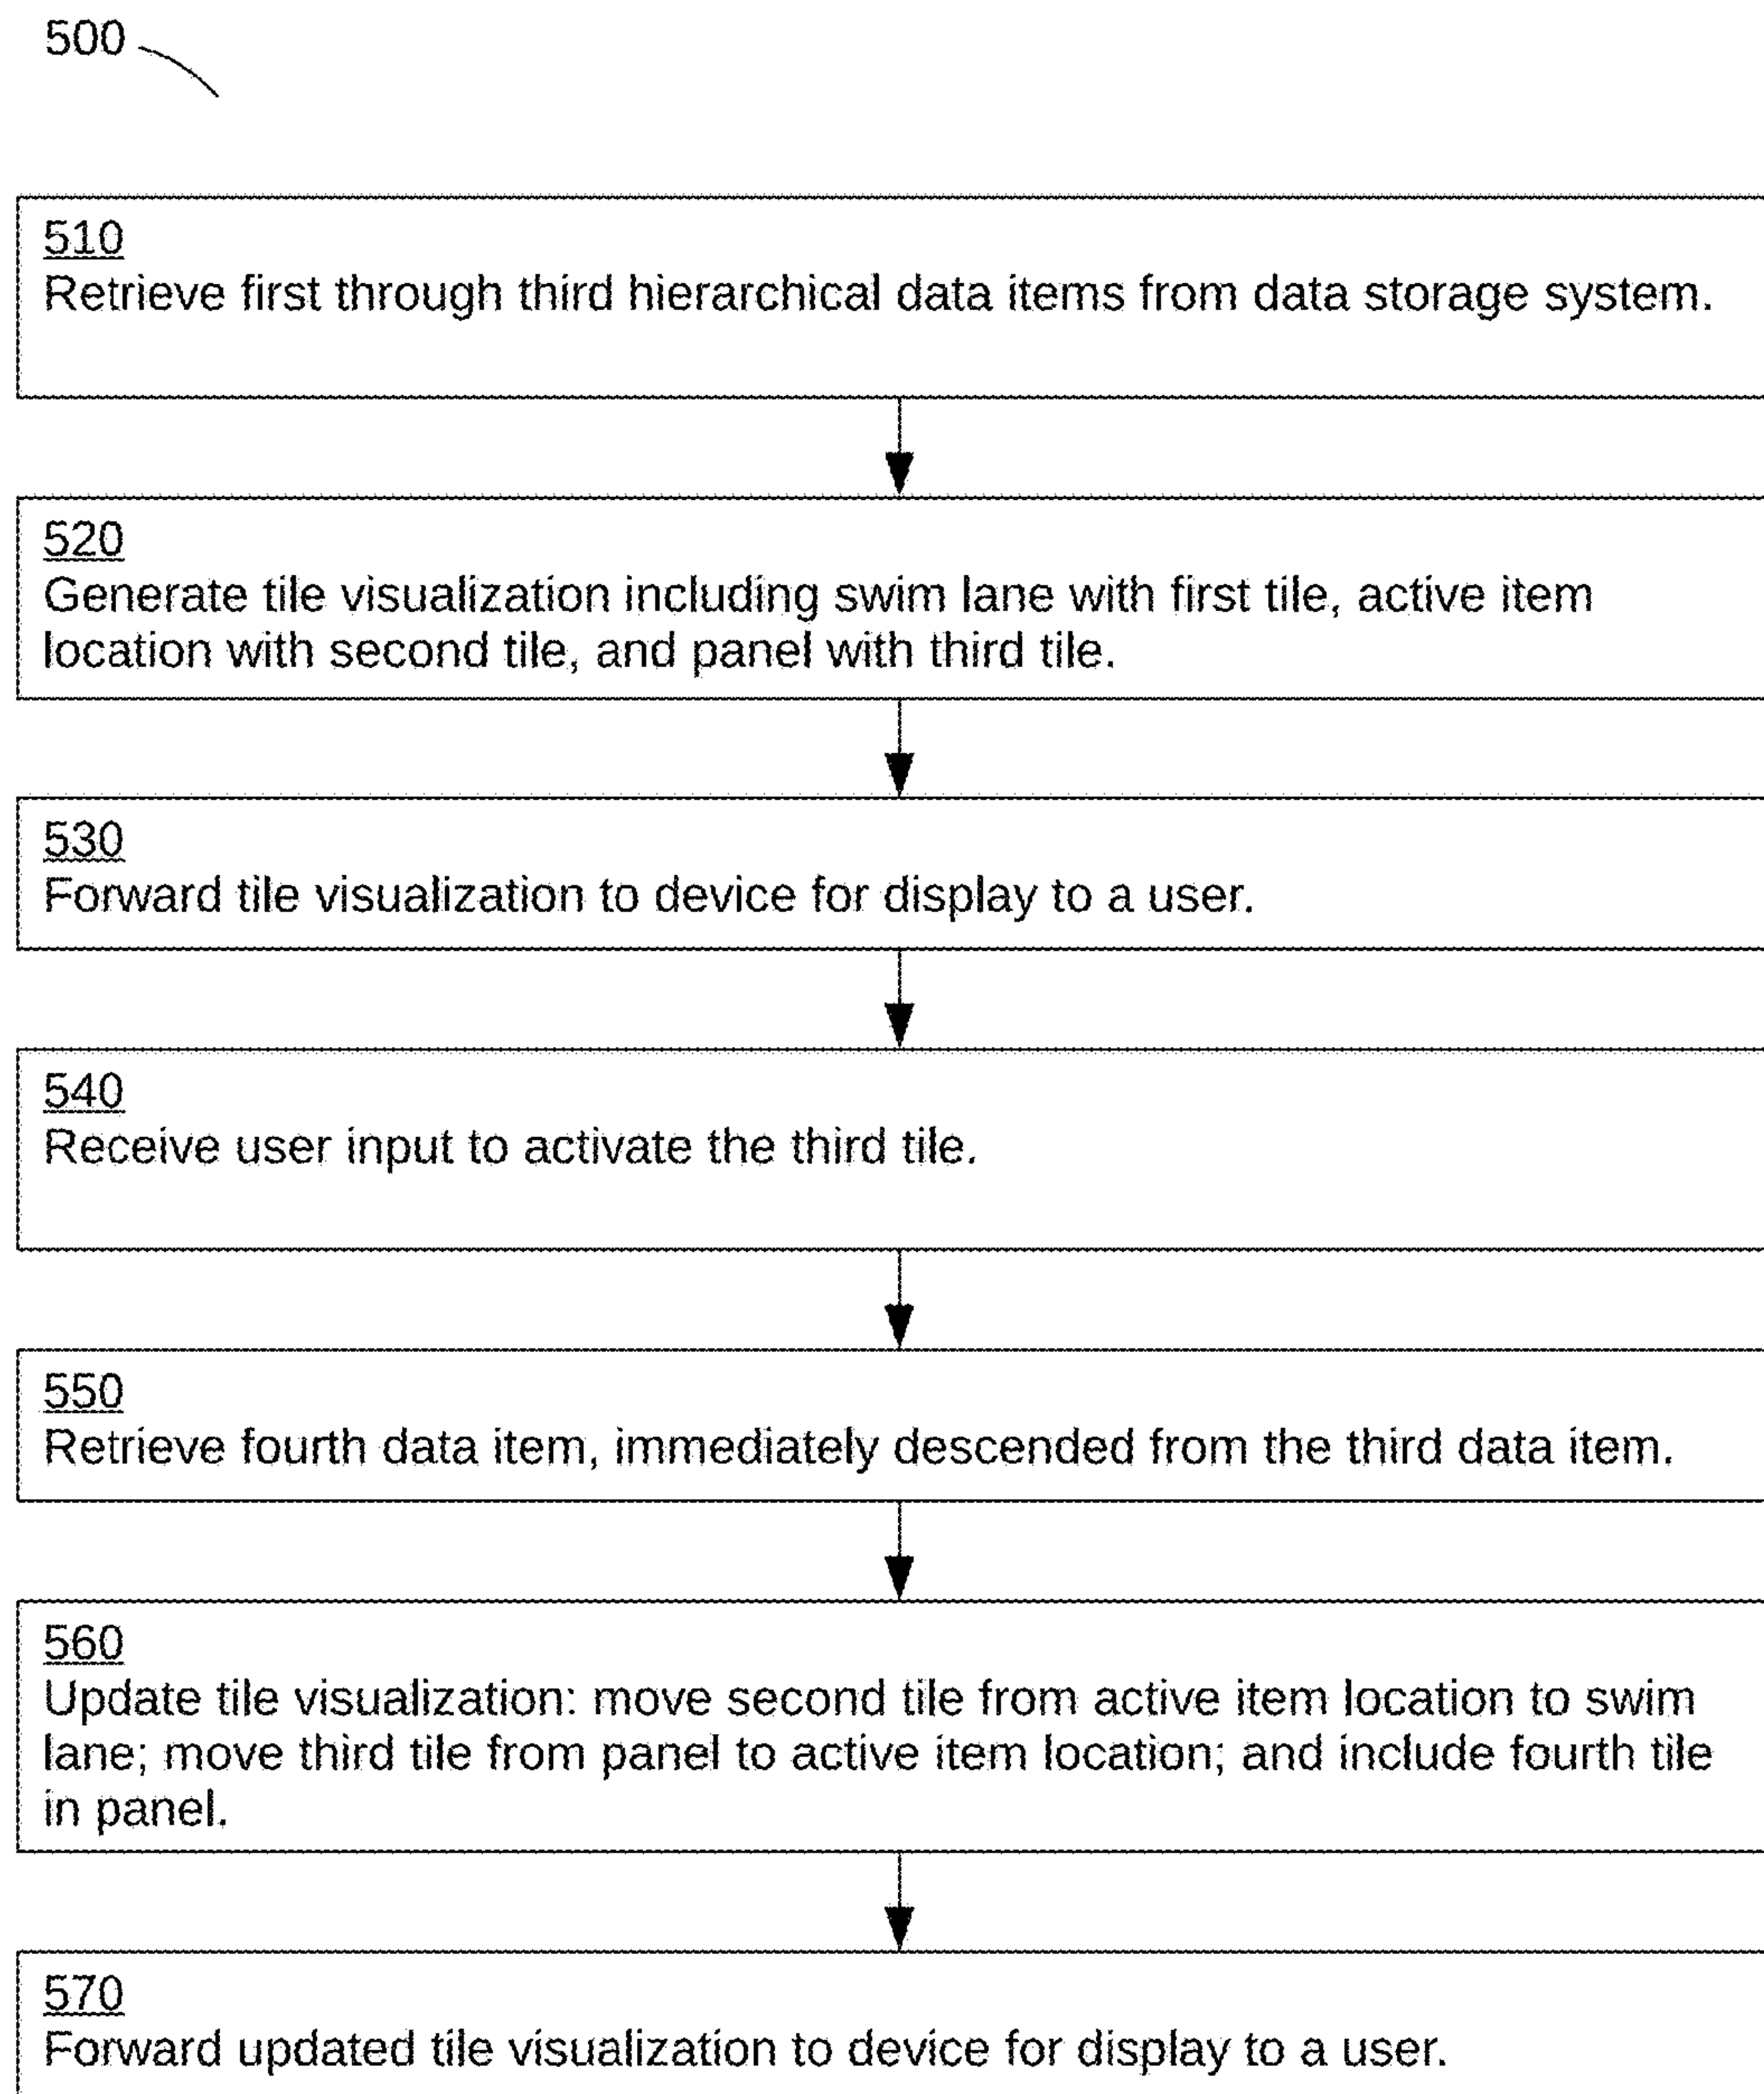 500
510
Retrieve first through third hierarchical data items from data storage system.
520
Generate tile visualization including swim lane with first tile, active item
location with second tile, and panel with third tile.
530
Forward tile visualization to device for display to a user.
540
Receive user input to activate the third tile.
550
Retrieve fourth data item, immediately descended from the third data item.
560
Update tile visualization: move second tile from active item location to swim
lane; move third tile from panel to active item location; and include fourth tile
in panel.
570
Forward updated tile visualization to device for display to a user.